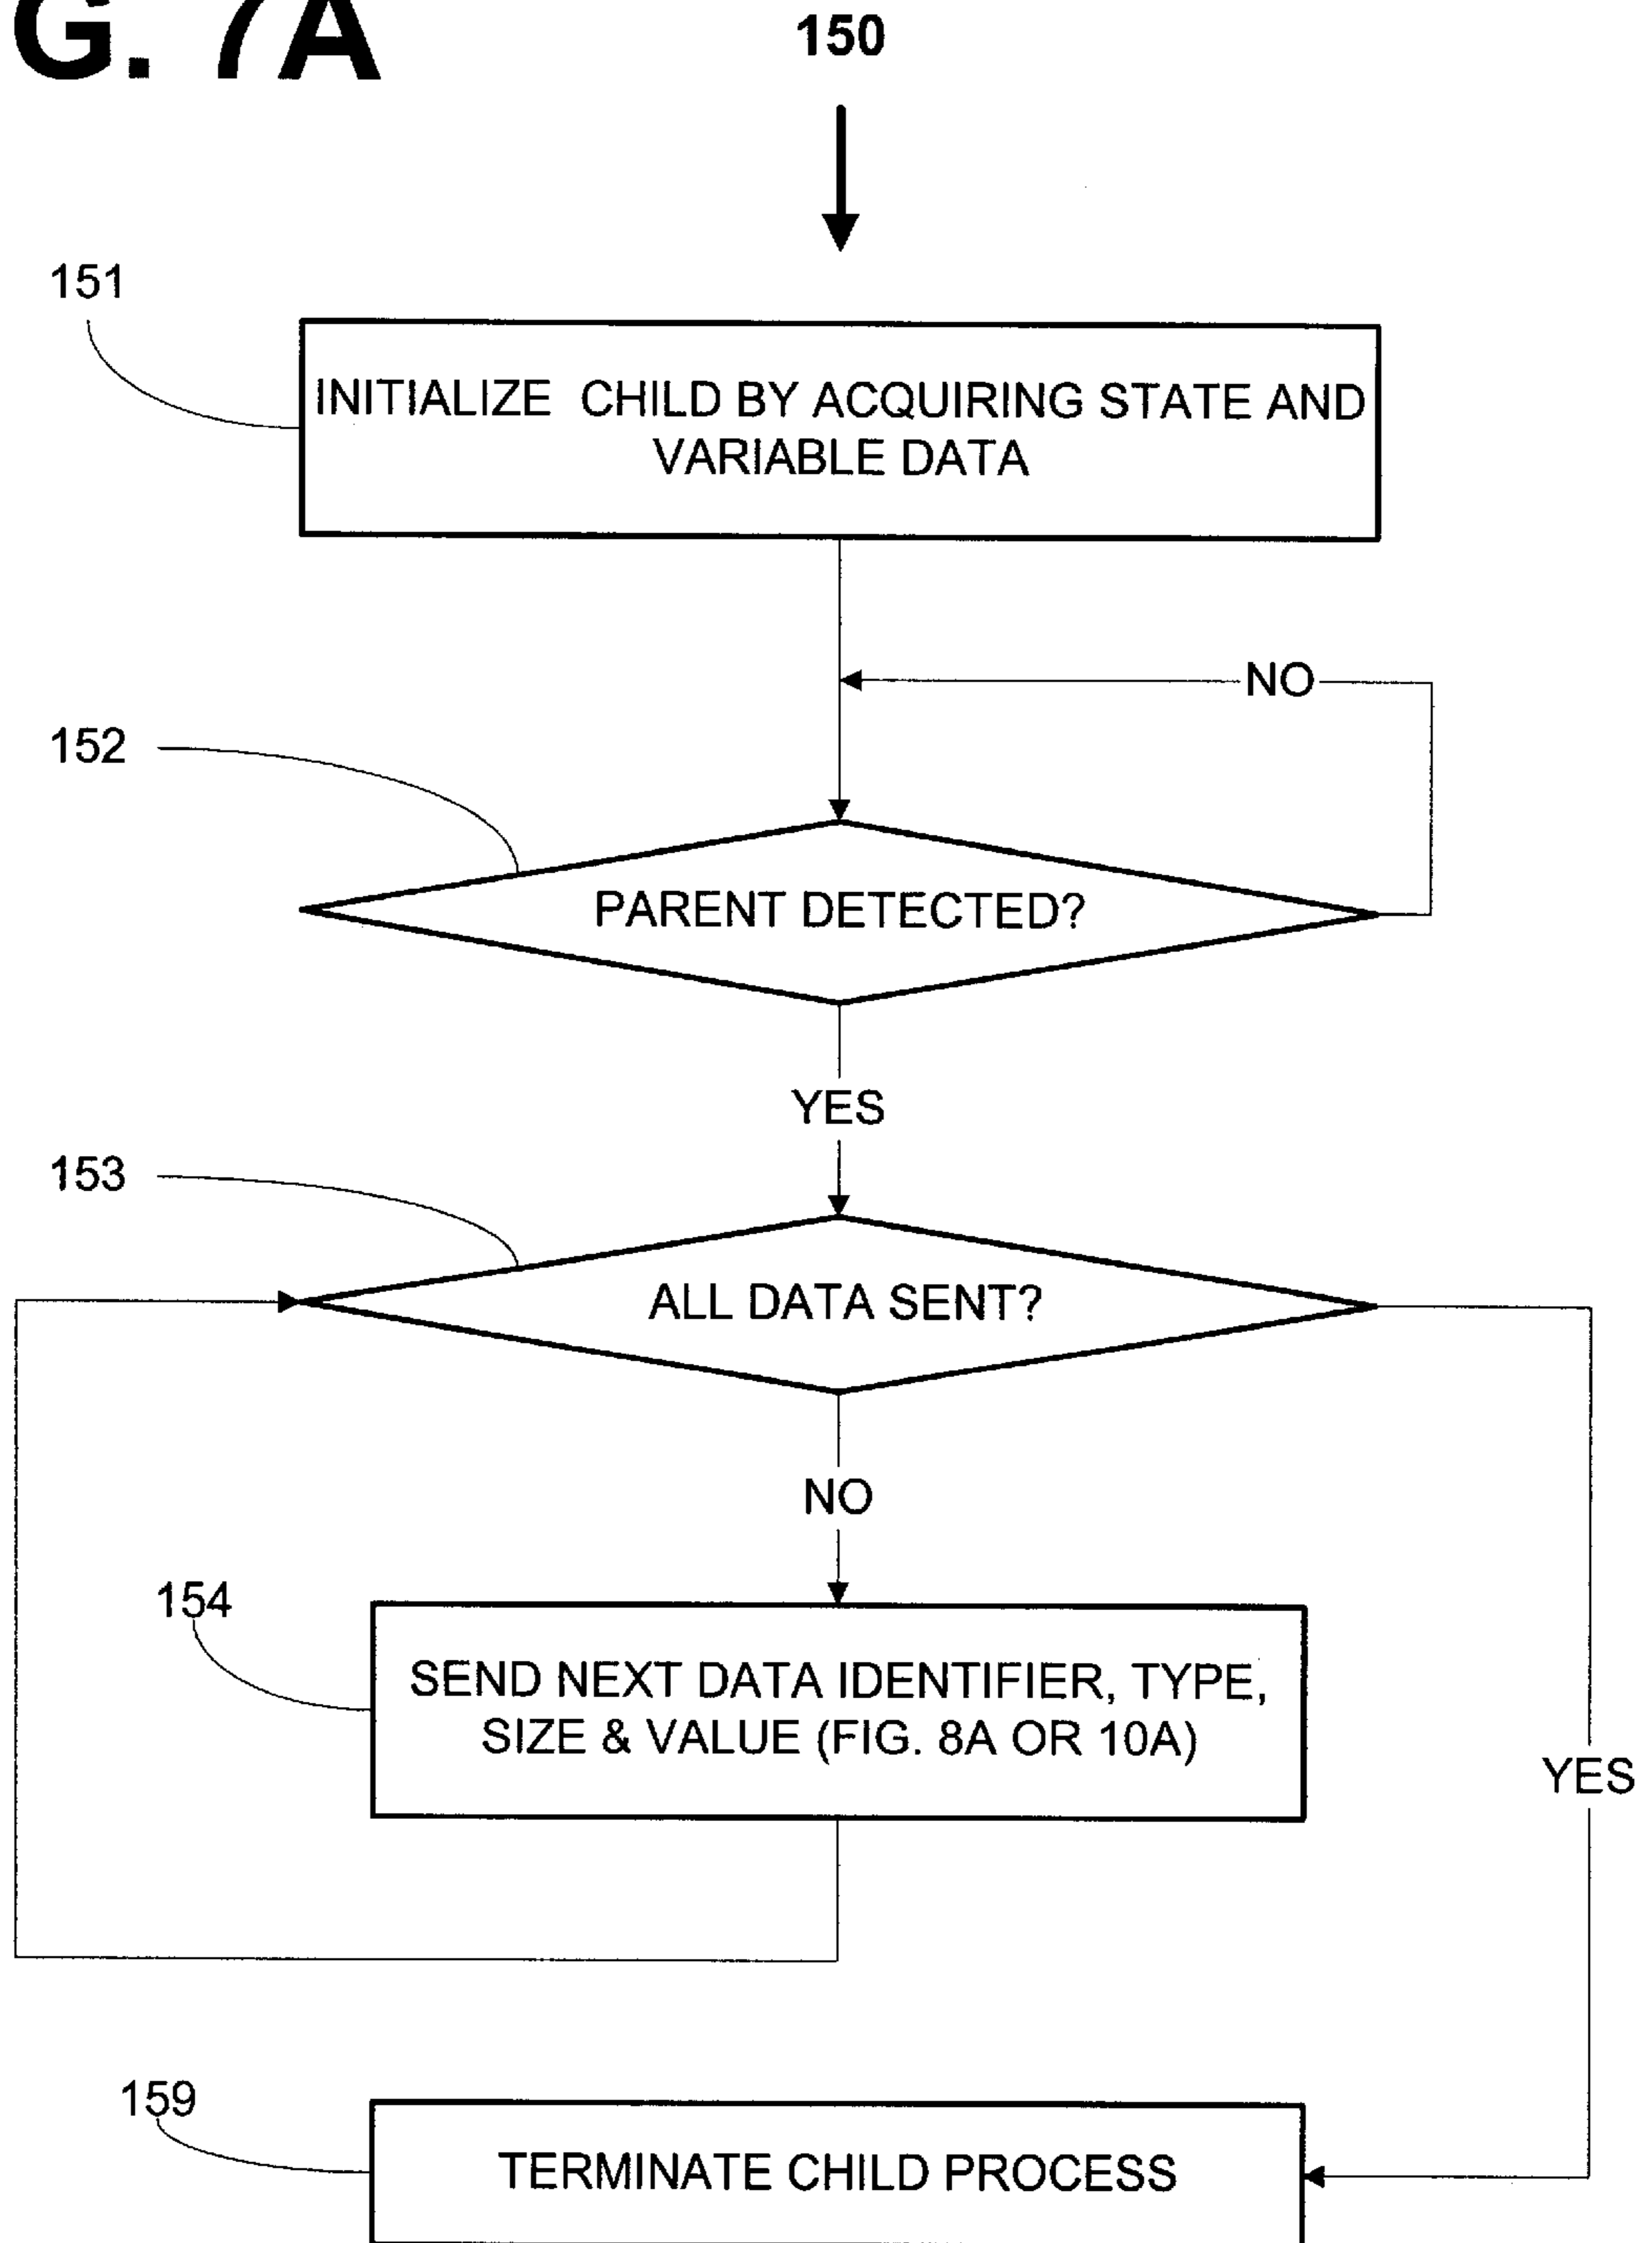 G. 7A
150
151
INITIALIZE CHILD BY ACQUIRING STATE AND
VARIABLE DATA
NO
152
PARENT DETECTED?
YES
153
ALL DATA SENT?
NO
154
SEND NEXT DATA IDENTIFIER, TYPE,
SIZE & VALUE (FIG. 8A OR 10A)
YES
159
TERMINATE CHILD PROCESS